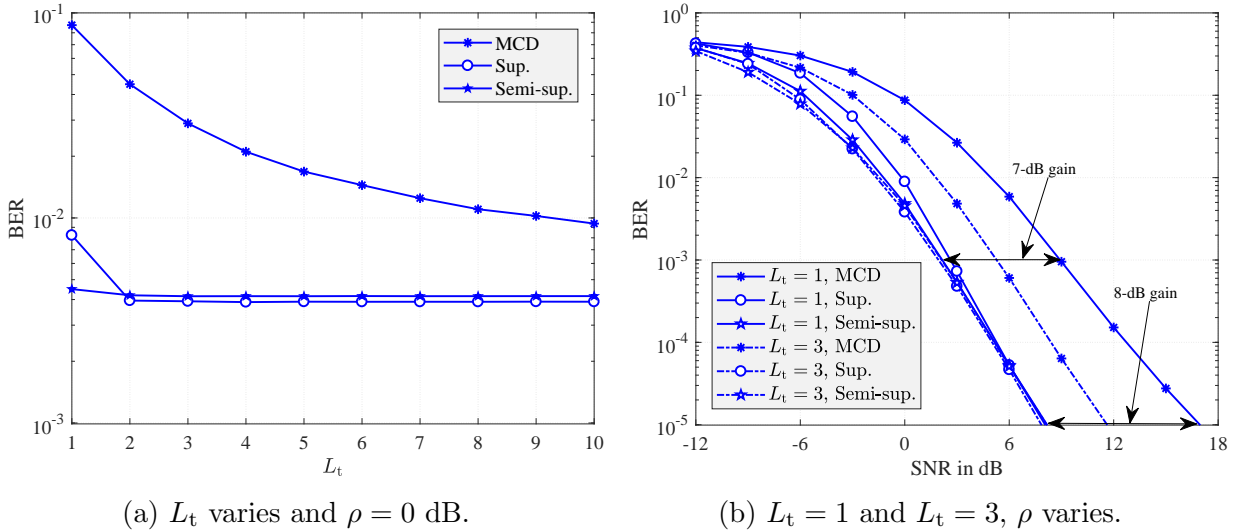 10^-1
10^-2
10^-3
BER
MCD
Sup.
Semi-sup.
1 2 3 4 5 6 7 8 9 10
L_t
(a) L_t varies and ρ = 0 dB.
10^0
10^-1
10^-2
10^-3
10^-4
10^-5
BER
7-dB gain
8-dB gain
L_t = 1, MCD
L_t = 1, Sup.
L_t = 1, Semi-sup.
L_t = 3, MCD
L_t = 3, Sup.
L_t = 3, Semi-sup.
-12 -6 0 6 12 18
SNR in dB
(b) L_t = 1 and L_t = 3, ρ varies.